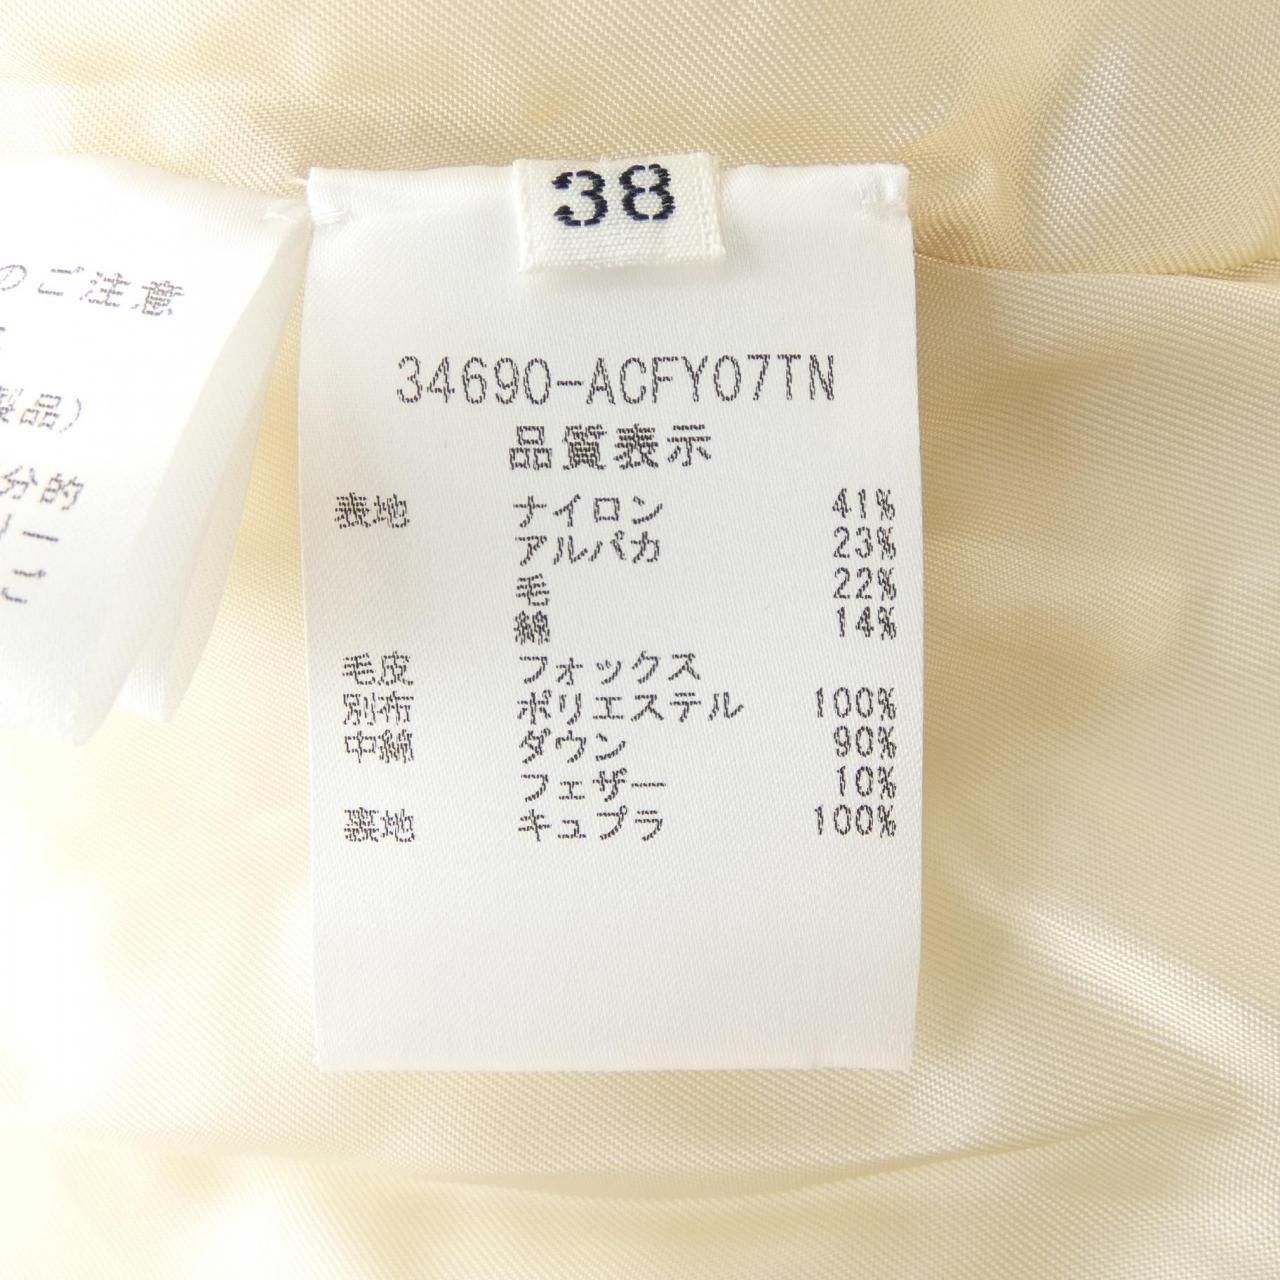 のご注意
製品)
分的
ご
38
34690-ACFY07TN
品質表示
表地 ナイロン 41%
アルパカ 23%
毛 22%
綿 14%
毛皮 フォックス
別布 ポリエステル 100%
中綿 ダウン 90%
フェザー 10%
裏地 キュプラ 100%